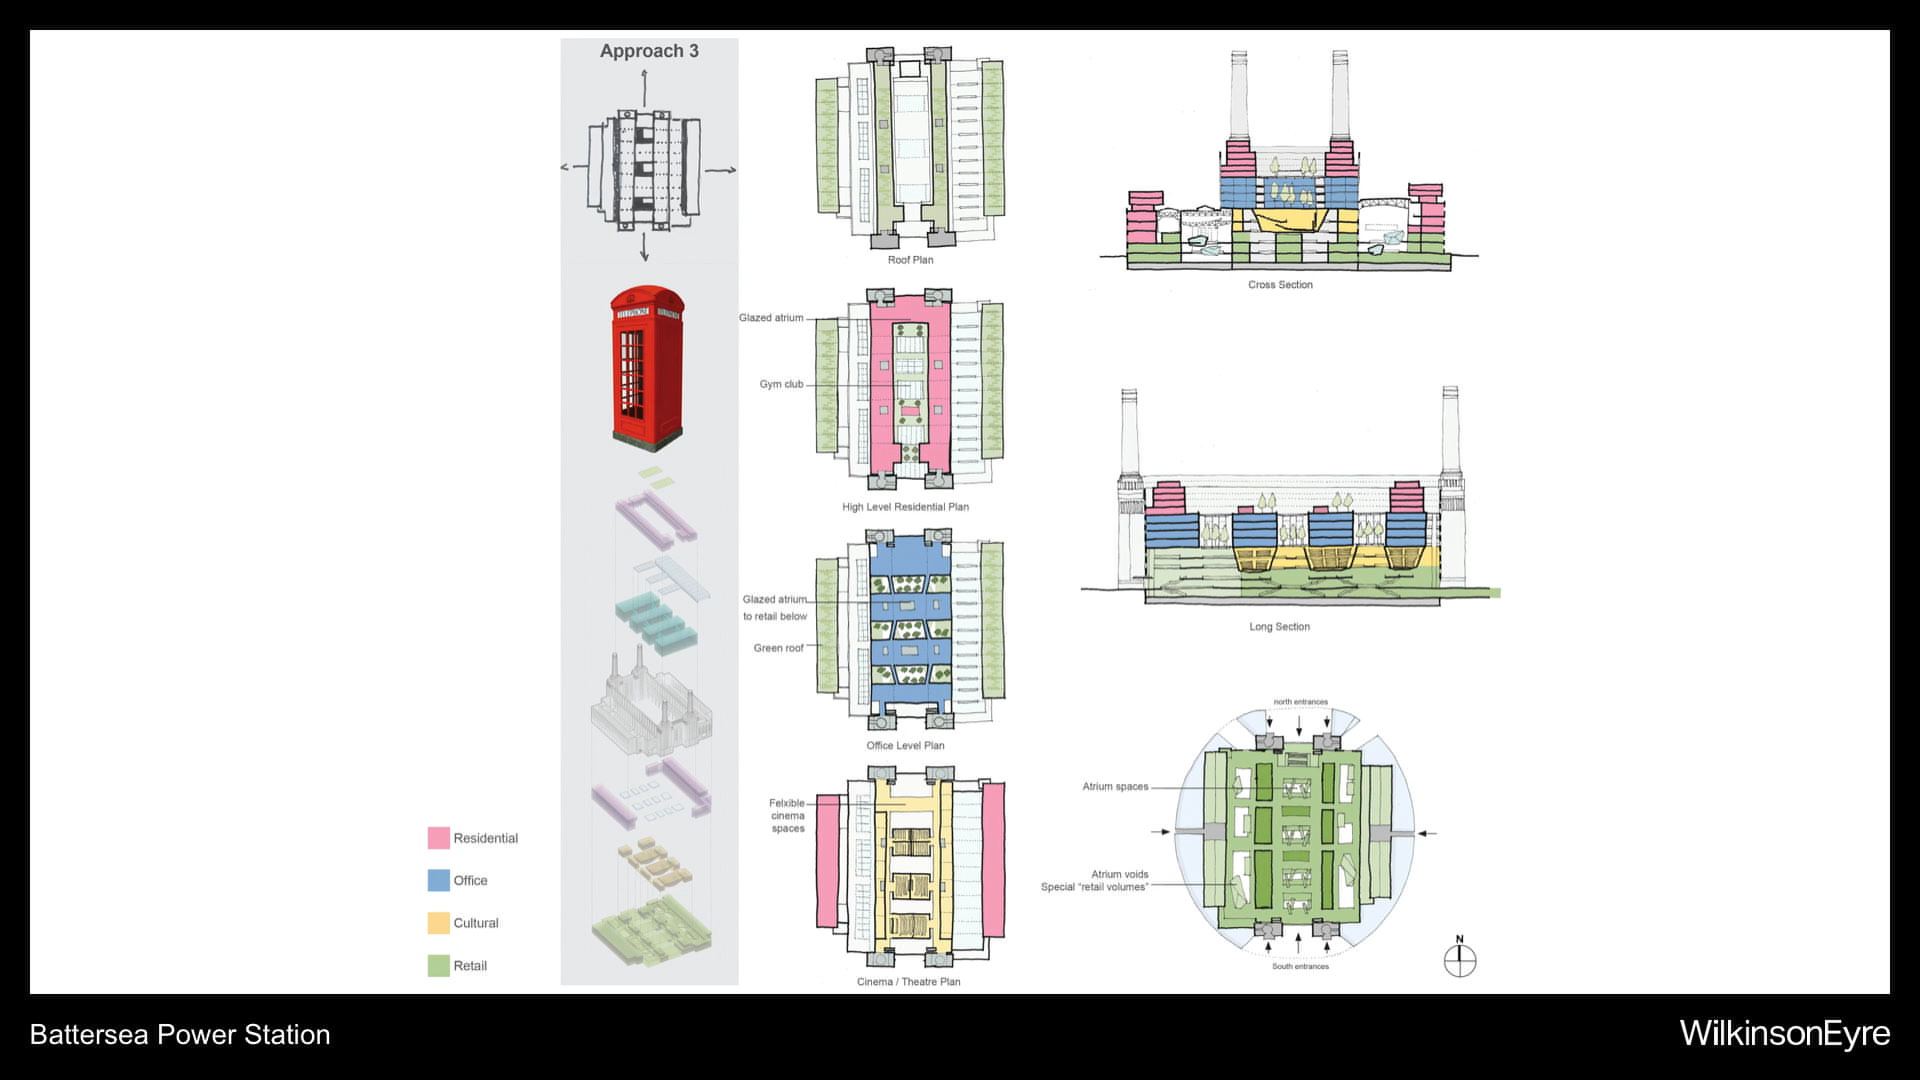 Approach 3
TELEPHONE
Roof Plan
Glazed atrium
Gym club
High Level Residential Plan
Glazed atrium
to retail below
Green roof
Office Level Plan
Felxible
cinema
spaces
Cinema / Theatre Plan
Residential
Office
Cultural
Retail
Cross Section
Long Section
north entrances
Atrium spaces
Atrium voids
Special "retail volumes"
South entrances
N
Battersea Power Station
WilkinsonEyre